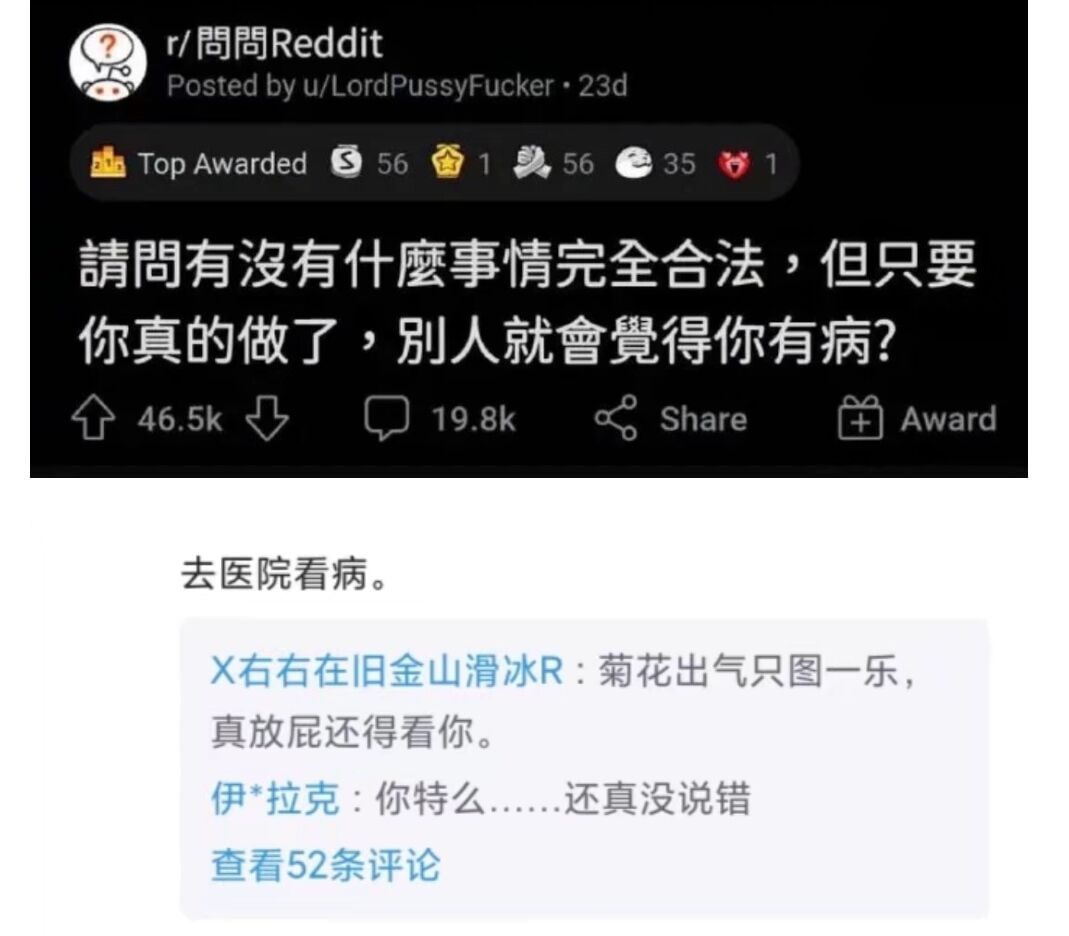 r/問問Reddit
Posted by u/LordPussyFucker · 23d
Top Awarded 56 1 56 35 1
請問有沒有什麼事情完全合法，但只要
你真的做了，別人就會覺得你有病?
46.5k 19.8k Share Award
去医院看病。
X右右在旧金山滑冰R：菊花出气只图一乐，
真放屁还得看你。
伊*拉克：你特么……还真没说错
查看52条评论